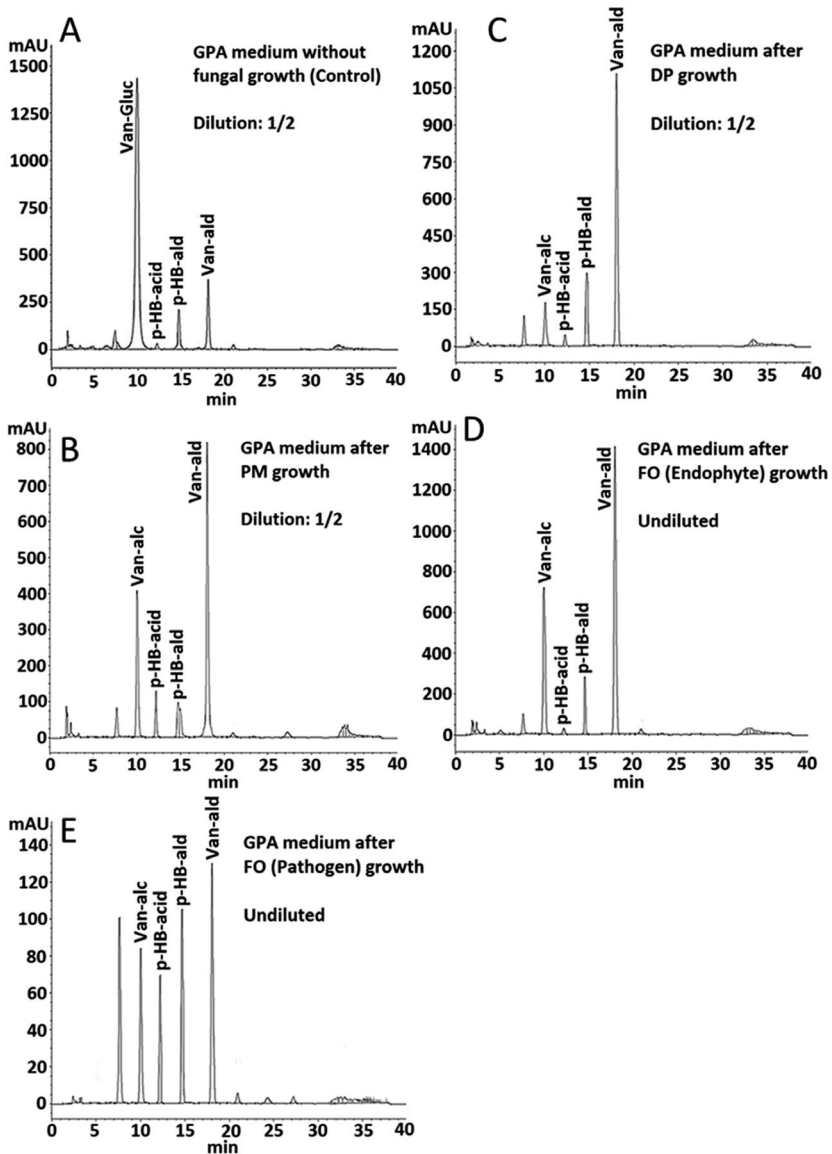 A
mAU
GPA medium without
fungal growth (Control)
Dilution: 1/2
1500
1250
1000
750
500
250
0
Van-Gluc
p-HB-acid
p-HB-ald
Van-ald
0 5 10 15 20 25 30 35 40
min
C
mAU
GPA medium after
DP growth
Dilution: 1/2
1200
1050
900
750
600
450
300
150
0
Van-alc
p-HB-acid
p-HB-ald
Van-ald
0 5 10 15 20 25 30 35 40
min
B
mAU
GPA medium after
PM growth
Dilution: 1/2
800
700
600
500
400
300
200
100
0
Van-alc
p-HB-acid
p-HB-ald
Van-ald
0 5 10 15 20 25 30 35 40
min
D
mAU
GPA medium after
FO (Endophyte) growth
Undiluted
1400
1200
1000
800
600
400
200
0
Van-alc
p-HB-acid
p-HB-ald
Van-ald
0 5 10 15 20 25 30 35 40
min
E
mAU
GPA medium after
FO (Pathogen) growth
Undiluted
140
120
100
80
60
40
20
0
Van-alc
p-HB-acid
p-HB-ald
Van-ald
0 5 10 15 20 25 30 35 40
min